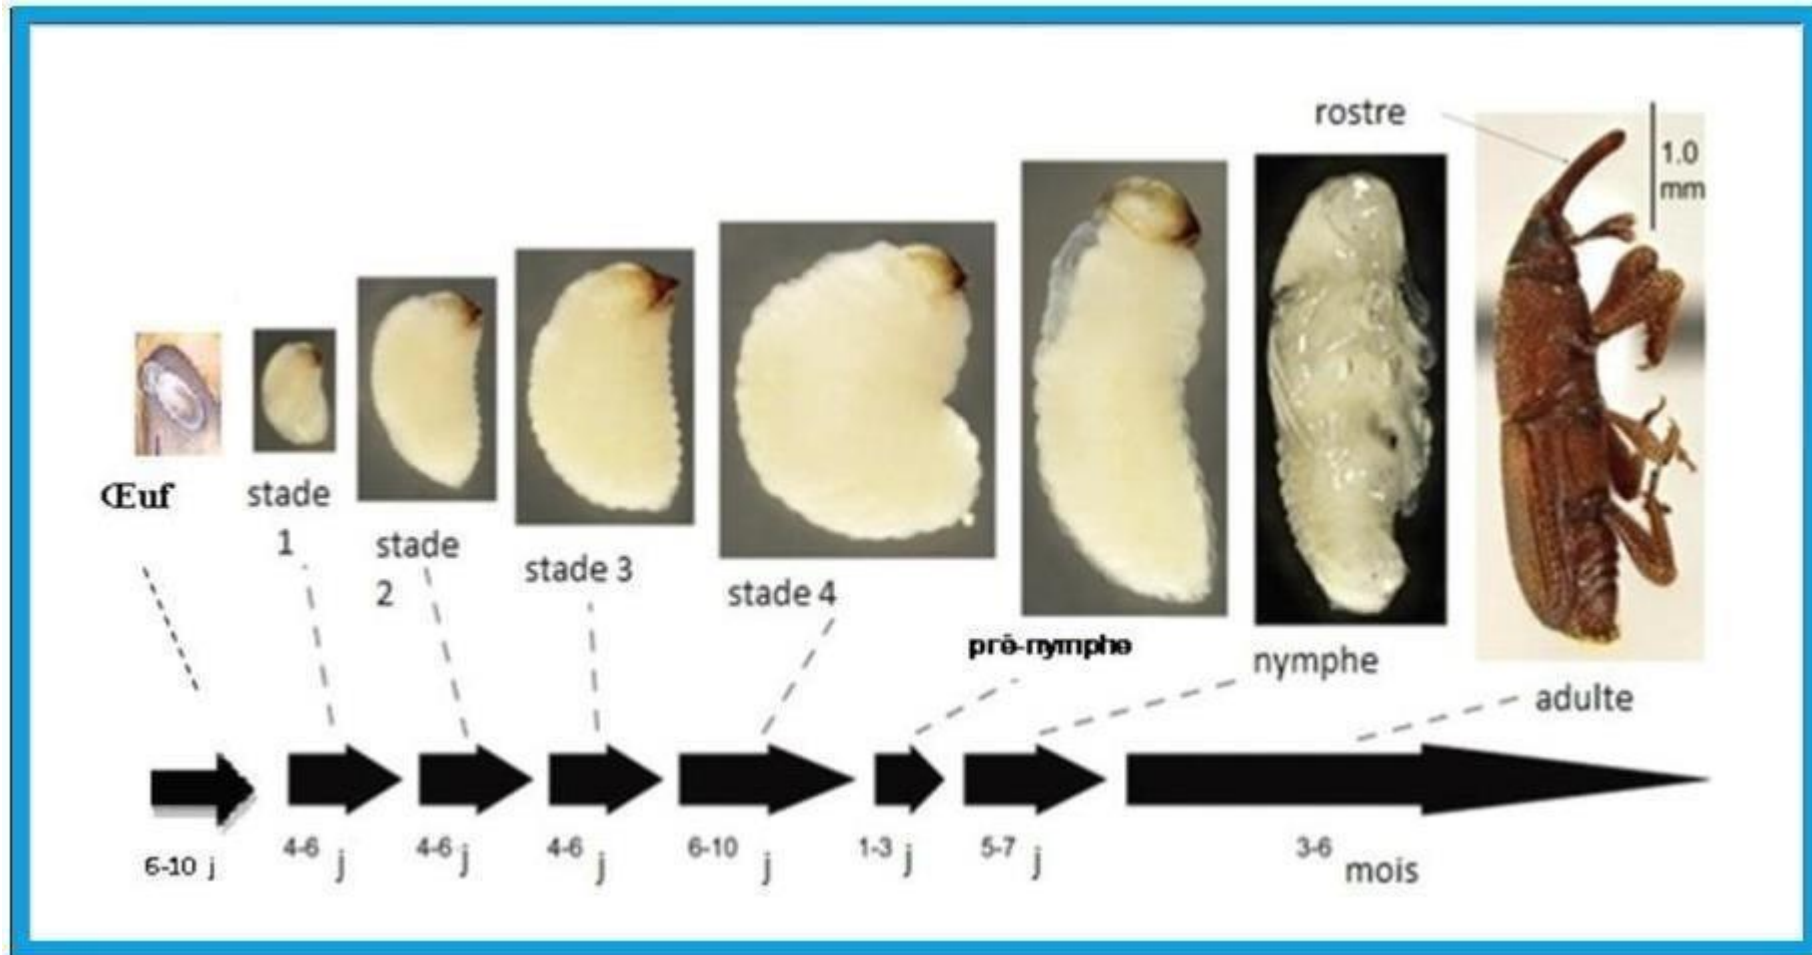 rostre
1.0
mm
Œuf
stade
1
stade
2
stade 3
stade 4
pré-nymphe
nymphe
adulte
6-10 j
4-6 j
4-6 j
4-6 j
6-10 j
1-3 j
5-7 j
3-6 mois